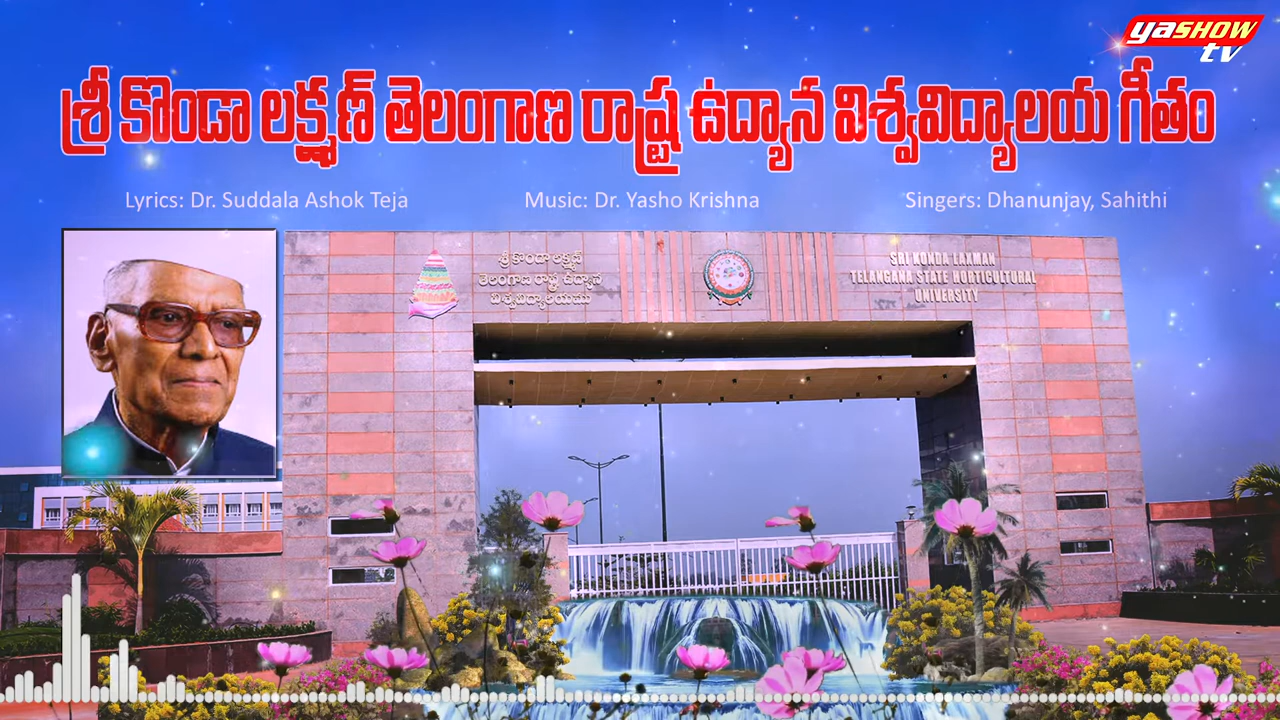 yaSHOW
tv
శ్రీ కొండా లక్ష్మణ్ తెలంగాణ రాష్ట్ర ఉద్యాన విశ్వవిద్యాలయ గీతం
Lyrics: Dr. Suddala Ashok Teja
Music: Dr. Yasho Krishna
Singers: Dhanunjay, Sahithi
శ్రీ కొండా లక్ష్మణ్
తెలంగాణ రాష్ట్ర ఉద్యాన
విశ్వవిద్యాలయము
SRI KONDA LAXMAN
TELANGANA STATE HORTICULTURAL
UNIVERSITY